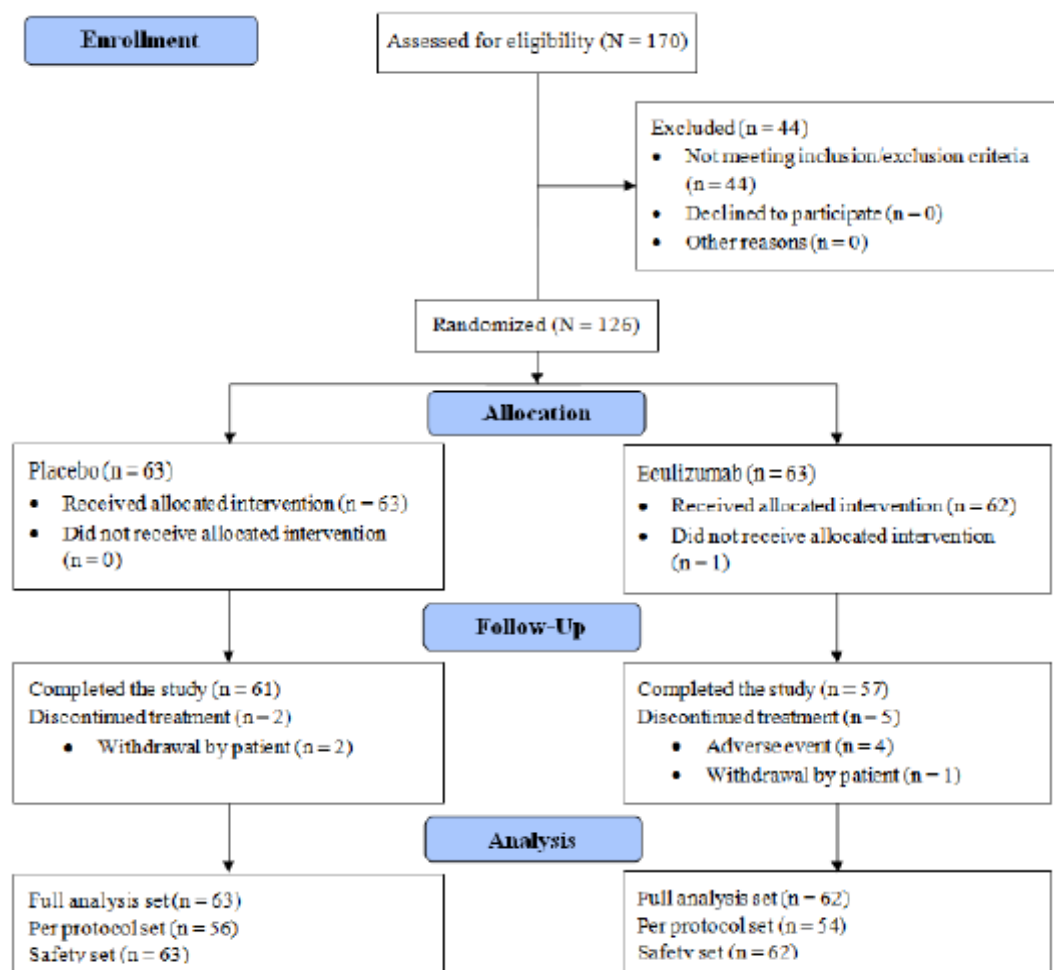 Enrollment
Assessed for eligibility (N = 170)
Excluded (n = 44)
• Not meeting inclusion/exclusion criteria
(n = 44)
• Declined to participate (n = 0)
• Other reasons (n = 0)
Randomized (N = 126)
Allocation
Placebo (n = 63)
• Received allocated intervention (n = 63)
• Did not receive allocated intervention
(n = 0)
Eculizumab (n = 63)
• Received allocated intervention (n = 62)
• Did not receive allocated intervention
(n = 1)
Follow-Up
Completed the study (n = 61)
Discontinued treatment (n = 2)
• Withdrawal by patient (n = 2)
Completed the study (n = 57)
Discontinued treatment (n = 5)
• Adverse event (n = 4)
• Withdrawal by patient (n = 1)
Analysis
Full analysis set (n = 63)
Per protocol set (n = 56)
Safety set (n = 63)
Full analysis set (n = 62)
Per protocol set (n = 54)
Safety set (n = 62)